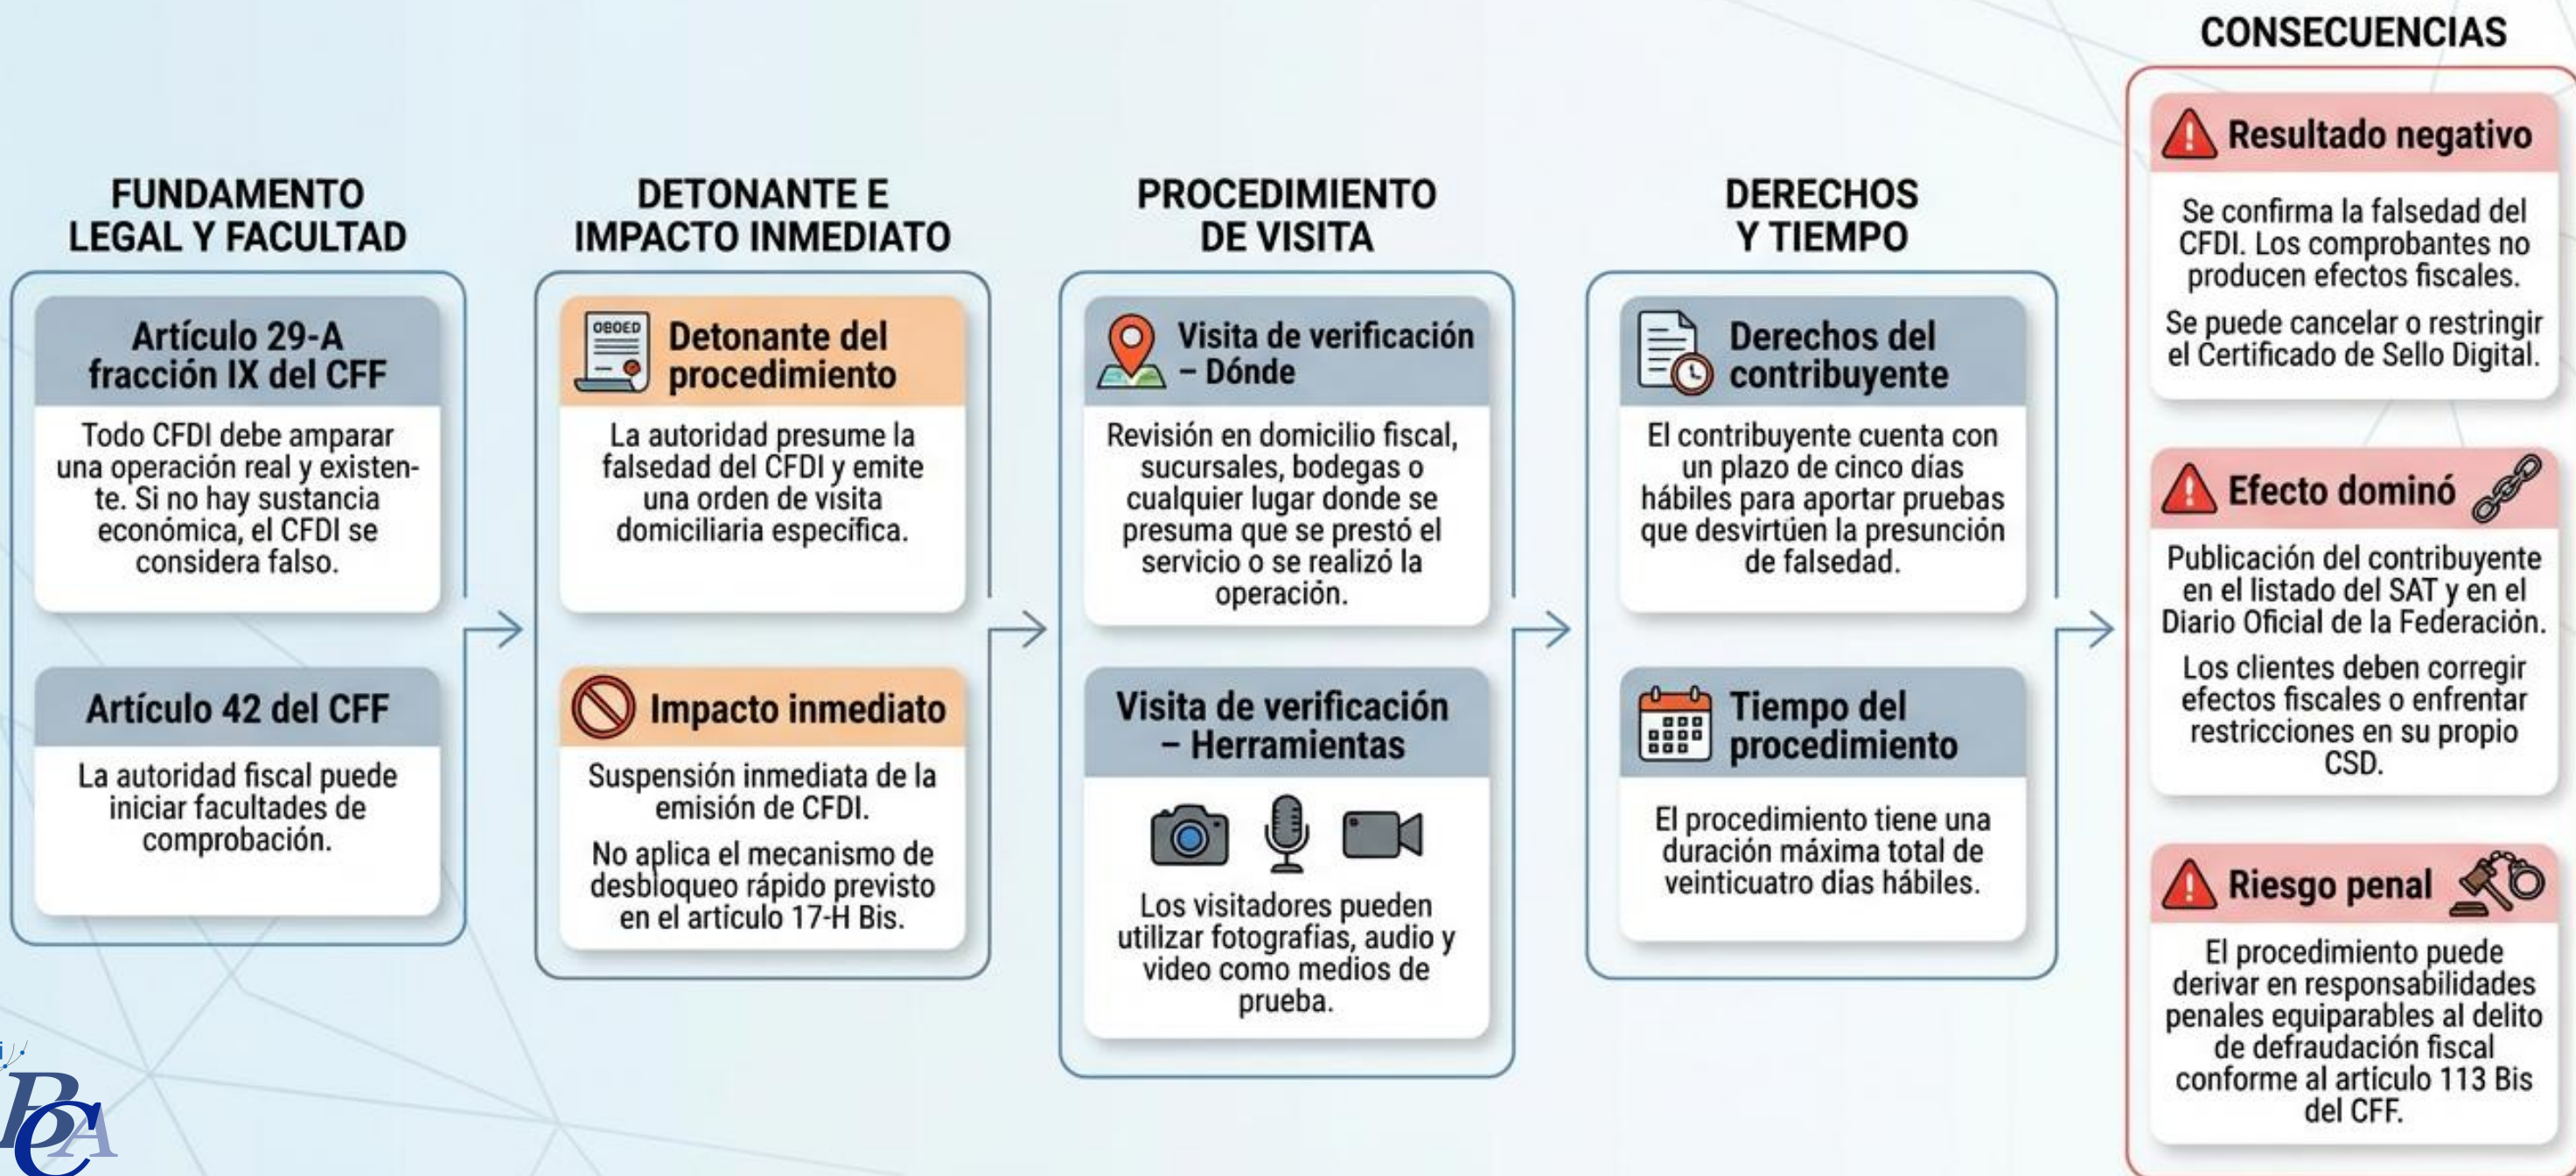 FUNDAMENTO
LEGAL Y FACULTAD
Artículo 29-A
fracción IX del CFF
Todo CFDI debe amparar
una operación real y existen-
te. Si no hay sustancia
económica, el CFDI se
considera falso.
Artículo 42 del CFF
La autoridad fiscal puede
iniciar facultades de
comprobación.
DETONANTE E
IMPACTO INMEDIATO
OBOED
Detonante del
procedimiento
La autoridad presume la
falsedad del CFDI y emite
una orden de visita
domiciliaria específica.
Impacto inmediato
Suspensión inmediata de la
emisión de CFDI.
No aplica el mecanismo de
desbloqueo rápido previsto
en el artículo 17-H Bis.
PROCEDIMIENTO
DE VISITA
Visita de verificación
– Dónde
Revisión en domicilio fiscal,
sucursales, bodegas o
cualquier lugar donde se
presuma que se prestó el
servicio o se realizó la
operación.
Visita de verificación
– Herramientas
Los visitadores pueden
utilizar fotografías, audio y
video como medios de
prueba.
DERECHOS
Y TIEMPO
Derechos del
contribuyente
El contribuyente cuenta con
un plazo de cinco días
hábiles para aportar pruebas
que desvirtúen la presunción
de falsedad.
Tiempo del
procedimiento
El procedimiento tiene una
duración máxima total de
veinticuatro días hábiles.
CONSECUENCIAS
Resultado negativo
Se confirma la falsedad del
CFDI. Los comprobantes no
producen efectos fiscales.
Se puede cancelar o restringir
el Certificado de Sello Digital.
Efecto dominó
Publicación del contribuyente
en el listado del SAT y en el
Diario Oficial de la Federación.
Los clientes deben corregir
efectos fiscales o enfrentar
restricciones en su propio
CSD.
Riesgo penal
El procedimiento puede
derivar en responsabilidades
penales equiparables al delito
de defraudación fiscal
conforme al artículo 113 Bis
del CFF.
BCA